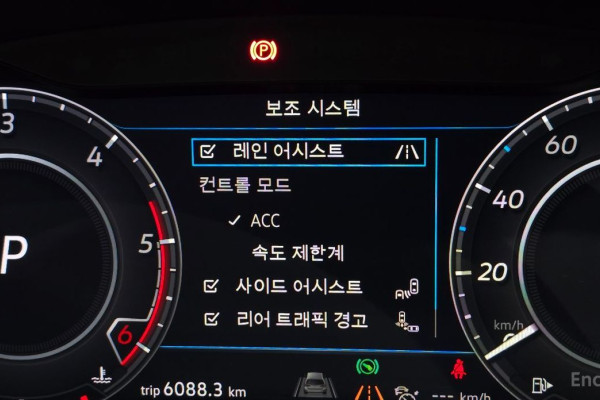 P
보조 시스템
3
4
5
6
P
레인 어시스트
컨트롤 모드
ACC
속도 제한계
사이드 어시스트
리어 트래픽 경고
60
40
20
km/h
trip 6088.3 km
--- km/h